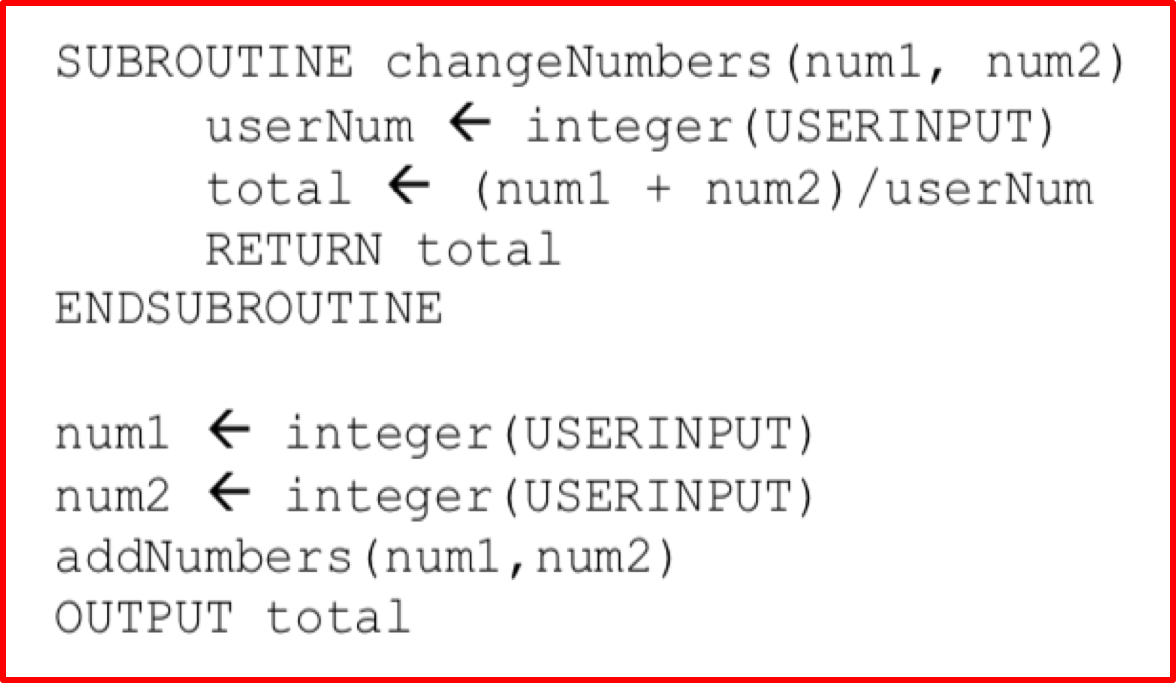 SUBROUTINE changeNumbers(num1, num2)
userNum ← integer(USERINPUT)
total ← (num1 + num2)/userNum
RETURN total
ENDSUBROUTINE
num1 ← integer(USERINPUT)
num2 ← integer(USERINPUT)
addNumbers(num1,num2)
OUTPUT total